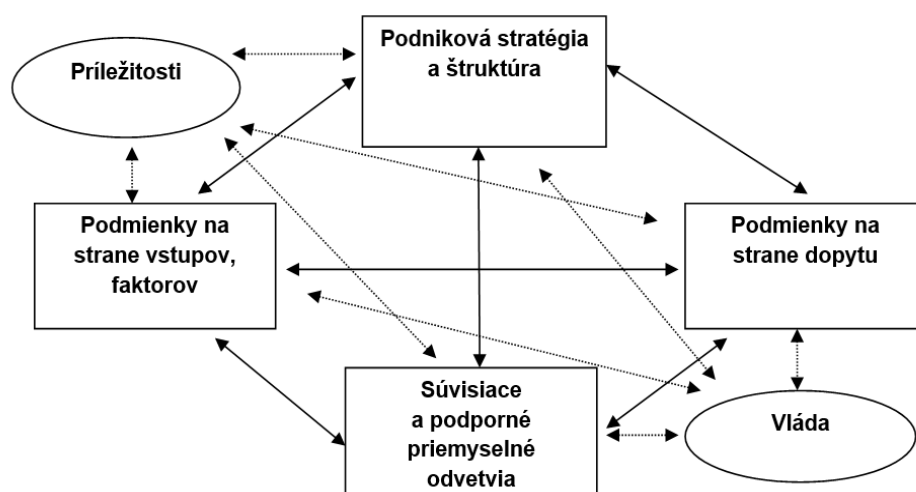 Podniková stratégia
a štruktúra
Príležitosti
Podmienky na
strane vstupov,
faktorov
Podmienky na
strane dopytu
Súvisiace
a podporné
priemyselné
odvetvia
Vláda